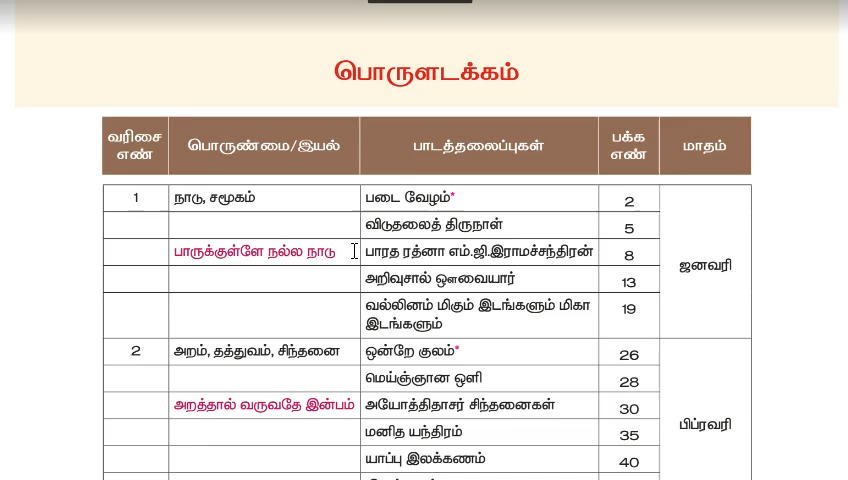 பொருளடக்கம்
வரிசை எண் பொருண்மை/இயல் பாடத்தலைப்புகள் பக்க எண் மாதம்
1 நாடு, சமூகம் படை வேழம்* 2
விடுதலைத் திருநாள் 5
பாருக்குள்ளே நல்ல நாடு பாரத ரத்னா எம்.ஜி.இராமச்சந்திரன் 8 ஜனவரி
அறிவுசால் ஔவையார் 13
வல்லினம் மிகும் இடங்களும் மிகா 19
இடங்களும்
2 அறம், தத்துவம், சிந்தனை ஒன்றே குலம்* 26
மெய்ஞ்ஞான ஒளி 28
அறத்தால் வருவதே இன்பம் அயோத்திதாசர் சிந்தனைகள் 30 பிப்ரவரி
மனித யந்திரம் 35
யாப்பு இலக்கணம் 40